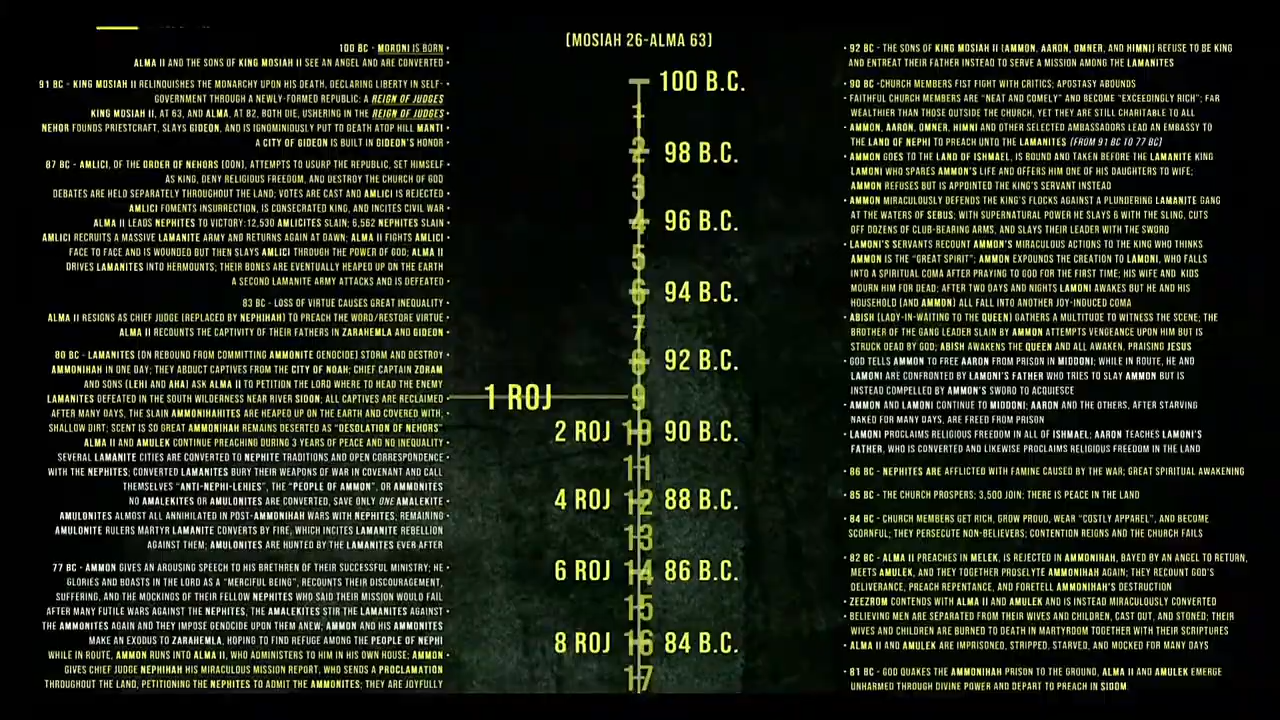 (MOSIAH 26-ALMA 63)
100 BC - MORONI IS BORN •
ALMA II AND THE SONS OF KING MOSIAH II SEE AN ANGEL AND ARE CONVERTED •
91 BC - KING MOSIAH II RELINQUISHES THE MONARCHY UPON HIS DEATH, DECLARING LIBERTY IN SELF-
GOVERNMENT THROUGH A NEWLY-FORMED REPUBLIC: A REIGN OF JUDGES
KING MOSIAH II, AT 63, AND ALMA, AT 82, BOTH DIE, USHERING IN THE REIGN OF JUDGES •
NEHOR FOUNDS PRIESTCRAFT, SLAYS GIDEON, AND IS IGNOMINIOUSLY PUT TO DEATH ATOP HILL MANTI •
A CITY OF GIDEON IS BUILT IN GIDEON'S HONOR •
87 BC - AMLICI, OF THE ORDER OF NEHORS (OON), ATTEMPTS TO USURP THE REPUBLIC, SET HIMSELF •
AS KING, DENY RELIGIOUS FREEDOM, AND DESTROY THE CHURCH OF GOD
DEBATES ARE HELD SEPARATELY THROUGHOUT THE LAND; VOTES ARE CAST AND AMLICI IS REJECTED •
AMLICI FOMENTS INSURRECTION, IS CONSECRATED KING, AND INCITES CIVIL WAR •
ALMA II LEADS NEPHITES TO VICTORY: 12,530 AMLICITES SLAIN; 6,562 NEPHITES SLAIN •
AMLICI RECRUITS A MASSIVE LAMANITE ARMY AND RETURNS AGAIN AT DAWN; ALMA II FIGHTS AMLICI •
FACE TO FACE AND IS WOUNDED BUT THEN SLAYS AMLICI THROUGH THE POWER OF GOD; ALMA II
DRIVES LAMANITES INTO HERMOUNTS; THEIR BONES ARE EVENTUALLY HEAPED UP ON THE EARTH
A SECOND LAMANITE ARMY ATTACKS AND IS DEFEATED •
83 BC - LOSS OF VIRTUE CAUSES GREAT INEQUALITY •
ALMA II RESIGNS AS CHIEF JUDGE (REPLACED BY NEPHIHAH) TO PREACH THE WORD/RESTORE VIRTUE •
ALMA II RECOUNTS THE CAPTIVITY OF THEIR FATHERS IN ZARAHEMLA AND GIDEON •
80 BC - LAMANITES (ON REBOUND FROM COMMITTING AMMONITE GENOCIDE) STORM AND DESTROY •
AMMONIHAH IN ONE DAY; THEY ABDUCT CAPTIVES FROM THE CITY OF NOAH; CHIEF CAPTAIN ZORAM
AND SONS (LEHI AND AHA) ASK ALMA II TO PETITION THE LORD WHERE TO HEAD THE ENEMY
LAMANITES DEFEATED IN THE SOUTH WILDERNESS NEAR RIVER SIDON; ALL CAPTIVES ARE RECLAIMED •
AFTER MANY DAYS, THE SLAIN AMMONIHAHITES ARE HEAPED UP ON THE EARTH AND COVERED WITH, •
SHALLOW DIRT; SCENT IS SO GREAT AMMONIHAH REMAINS DESERTED AS "DESOLATION OF NEHORS"
ALMA II AND AMULEK CONTINUE PREACHING DURING 3 YEARS OF PEACE AND NO INEQUALITY •
SEVERAL LAMANITE CITIES ARE CONVERTED TO NEPHITE TRADITIONS AND OPEN CORRESPONDENCE •
WITH THE NEPHITES; CONVERTED LAMANITES BURY THEIR WEAPONS OF WAR IN COVENANT AND CALL
THEMSELVES "ANTI-NEPHI-LEHIES", THE "PEOPLE OF AMMON", OR AMMONITES
NO AMALEKITES OR AMULONITES ARE CONVERTED, SAVE ONLY ONE AMALEKITE •
AMULONITES ALMOST ALL ANNIHILATED IN POST-AMMONIHAH WARS WITH NEPHITES; REMAINING •
AMULONITE RULERS MARTYR LAMANITE CONVERTS BY FIRE, WHICH INCITES LAMANITE REBELLION
AGAINST THEM; AMULONITES ARE HUNTED BY THE LAMANITES EVER AFTER
77 BC - AMMON GIVES AN AROUSING SPEECH TO HIS BRETHREN OF THEIR SUCCESSFUL MINISTRY; HE •
GLORIES AND BOASTS IN THE LORD AS A "MERCIFUL BEING", RECOUNTS THEIR DISCOURAGEMENT,
SUFFERING, AND THE MOCKINGS OF THEIR FELLOW NEPHITES WHO SAID THEIR MISSION WOULD FAIL
AFTER MANY FUTILE WARS AGAINST THE NEPHITES, THE AMALEKITES STIR THE LAMANITES AGAINST •
THE AMMONITES AGAIN AND THEY IMPOSE GENOCIDE UPON THEM ANEW; AMMON AND HIS AMMONITES
MAKE AN EXODUS TO ZARAHEMLA, HOPING TO FIND REFUGE AMONG THE PEOPLE OF NEPHI
WHILE IN ROUTE, AMMON RUNS INTO ALMA II, WHO ADMINISTERS TO HIM IN HIS OWN HOUSE; AMMON •
GIVES CHIEF JUDGE NEPHIHAH HIS MIRACULOUS MISSION REPORT, WHO SENDS A PROCLAMATION
THROUGHOUT THE LAND, PETITIONING THE NEPHITES TO ADMIT THE AMMONITES; THEY ARE JOYFULLY
100 B.C.
1
2 98 B.C.
3
4 96 B.C.
5
6 94 B.C.
7
8 92 B.C.
1 ROJ 9
2 ROJ 10 90 B.C.
11
4 ROJ 12 88 B.C.
13
6 ROJ 14 86 B.C.
15
8 ROJ 16 84 B.C.
17
• 92 BC - THE SONS OF KING MOSIAH II (AMMON, AARON, OMNER, AND HIMNI) REFUSE TO BE KING
AND ENTREAT THEIR FATHER INSTEAD TO SERVE A MISSION AMONG THE LAMANITES
• 90 BC -CHURCH MEMBERS FIST FIGHT WITH CRITICS; APOSTASY ABOUNDS
• FAITHFUL CHURCH MEMBERS ARE "NEAT AND COMELY" AND BECOME "EXCEEDINGLY RICH"; FAR
WEALTHIER THAN THOSE OUTSIDE THE CHURCH, YET THEY ARE STILL CHARITABLE TO ALL
• AMMON, AARON, OMNER, HIMNI AND OTHER SELECTED AMBASSADORS LEAD AN EMBASSY TO
THE LAND OF NEPHI TO PREACH UNTO THE LAMANITES (FROM 91 BC TO 77 BC)
• AMMON GOES TO THE LAND OF ISHMAEL, IS BOUND AND TAKEN BEFORE THE LAMANITE KING
LAMONI WHO SPARES AMMON'S LIFE AND OFFERS HIM ONE OF HIS DAUGHTERS TO WIFE;
AMMON REFUSES BUT IS APPOINTED THE KING'S SERVANT INSTEAD
• AMMON MIRACULOUSLY DEFENDS THE KING'S FLOCKS AGAINST A PLUNDERING LAMANITE GANG
AT THE WATERS OF SEBUS; WITH SUPERNATURAL POWER HE SLAYS 6 WITH THE SLING, CUTS
OFF DOZENS OF CLUB-BEARING ARMS, AND SLAYS THEIR LEADER WITH THE SWORD
• LAMONI'S SERVANTS RECOUNT AMMON'S MIRACULOUS ACTIONS TO THE KING WHO THINKS
AMMON IS THE "GREAT SPIRIT"; AMMON EXPOUNDS THE CREATION TO LAMONI, WHO FALLS
INTO A SPIRITUAL COMA AFTER PRAYING TO GOD FOR THE FIRST TIME; HIS WIFE AND KIDS
MOURN HIM FOR DEAD; AFTER TWO DAYS AND NIGHTS LAMONI AWAKES BUT HE AND HIS
HOUSEHOLD (AND AMMON) ALL FALL INTO ANOTHER JOY-INDUCED COMA
• ABISH (LADY-IN-WAITING TO THE QUEEN) GATHERS A MULTITUDE TO WITNESS THE SCENE; THE
BROTHER OF THE GANG LEADER SLAIN BY AMMON ATTEMPTS VENGEANCE UPON HIM BUT IS
STRUCK DEAD BY GOD; ABISH AWAKENS THE QUEEN AND ALL AWAKEN, PRAISING JESUS
• GOD TELLS AMMON TO FREE AARON FROM PRISON IN MIDDONI; WHILE IN ROUTE, HE AND
LAMONI ARE CONFRONTED BY LAMONI'S FATHER WHO TRIES TO SLAY AMMON BUT IS
INSTEAD COMPELLED BY AMMON'S SWORD TO ACQUIESCE
• AMMON AND LAMONI CONTINUE TO MIDDONI; AARON AND THE OTHERS, AFTER STARVING
NAKED FOR MANY DAYS, ARE FREED FROM PRISON
• LAMONI PROCLAIMS RELIGIOUS FREEDOM IN ALL OF ISHMAEL; AARON TEACHES LAMONI'S
FATHER, WHO IS CONVERTED AND LIKEWISE PROCLAIMS RELIGIOUS FREEDOM IN THE LAND
• 86 BC - NEPHITES ARE AFFLICTED WITH FAMINE CAUSED BY THE WAR; GREAT SPIRITUAL AWAKENING
• 85 BC - THE CHURCH PROSPERS; 3,500 JOIN; THERE IS PEACE IN THE LAND
• 84 BC - CHURCH MEMBERS GET RICH, GROW PROUD, WEAR "COSTLY APPAREL", AND BECOME
SCORNFUL; THEY PERSECUTE NON-BELIEVERS; CONTENTION REIGNS AND THE CHURCH FAILS
• 82 BC - ALMA II PREACHES IN MELEK, IS REJECTED IN AMMONIHAH, BAYED BY AN ANGEL TO RETURN,
MEETS AMULEK, AND THEY TOGETHER PROSELYTE AMMONIHAH AGAIN; THEY RECOUNT GOD'S
DELIVERANCE, PREACH REPENTANCE, AND FORETELL AMMONIHAH'S DESTRUCTION
• ZEEZROM CONTENDS WITH ALMA II AND AMULEK AND IS INSTEAD MIRACULOUSLY CONVERTED
• BELIEVING MEN ARE SEPARATED FROM THEIR WIVES AND CHILDREN, CAST OUT, AND STONED; THEIR
WIVES AND CHILDREN ARE BURNED TO DEATH IN MARTYRDOM TOGETHER WITH THEIR SCRIPTURES
• ALMA II AND AMULEK ARE IMPRISONED, STRIPPED, STARVED, AND MOCKED FOR MANY DAYS
• 81 BC - GOD QUAKES THE AMMONIHAH PRISON TO THE GROUND, ALMA II AND AMULEK EMERGE
UNHARMED THROUGH DIVINE POWER AND DEPART TO PREACH IN SIDOM